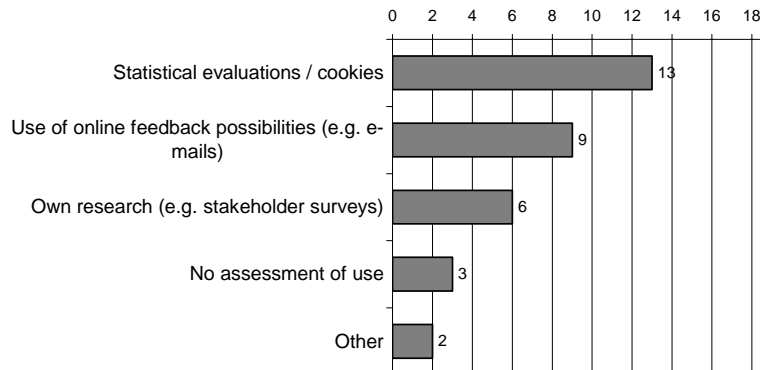 0 2 4 6 8 10 12 14 16 18
Statistical evaluations / cookies 13
Use of online feedback possibilities (e.g. e-
mails) 9
Own research (e.g. stakeholder surveys) 6
No assessment of use 3
Other 2